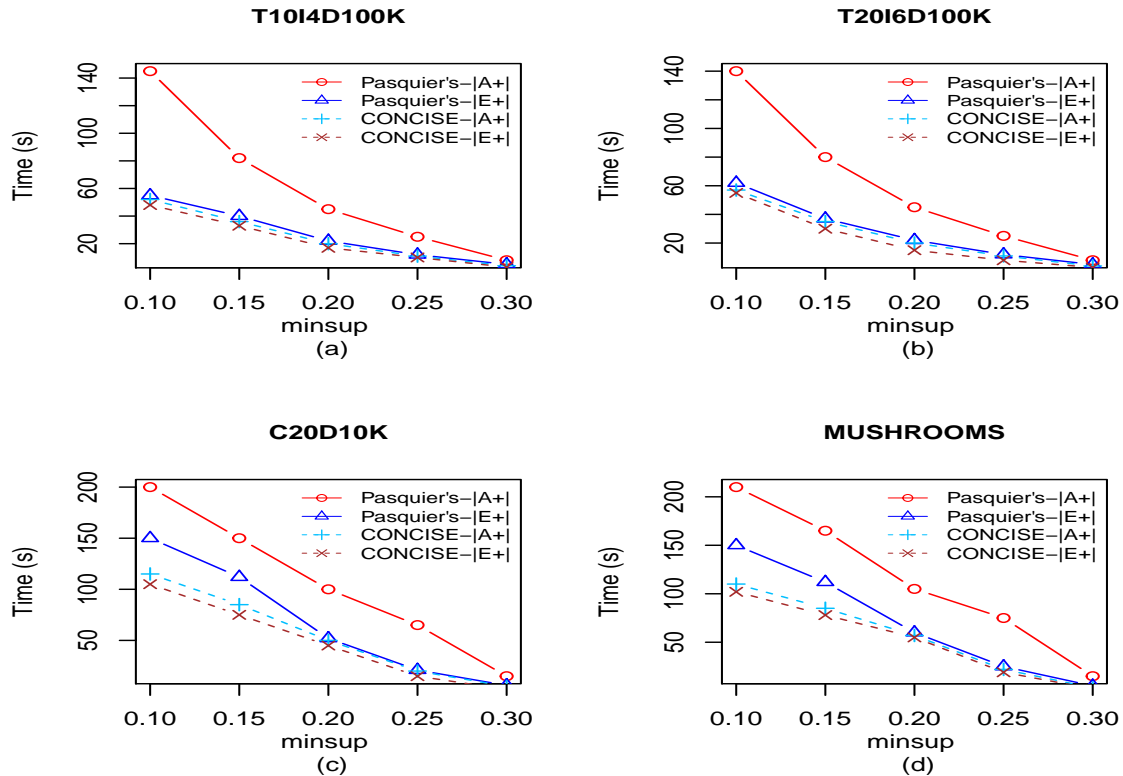 T10I4D100K
Time (s)
20 60 100 140
Pasquier's−|A+|
Pasquier's−|E+|
CONCISE−|A+|
CONCISE−|E+|
0.10 0.15 0.20 0.25 0.30
minsup
(a)
T20I6D100K
Time (s)
20 60 100 140
Pasquier's−|A+|
Pasquier's−|E+|
CONCISE−|A+|
CONCISE−|E+|
0.10 0.15 0.20 0.25 0.30
minsup
(b)
C20D10K
Time (s)
50 100 150 200
Pasquier's−|A+|
Pasquier's−|E+|
CONCISE−|A+|
CONCISE−|E+|
0.10 0.15 0.20 0.25 0.30
minsup
(c)
MUSHROOMS
Time (s)
50 100 150 200
Pasquier's−|A+|
Pasquier's−|E+|
CONCISE−|A+|
CONCISE−|E+|
0.10 0.15 0.20 0.25 0.30
minsup
(d)